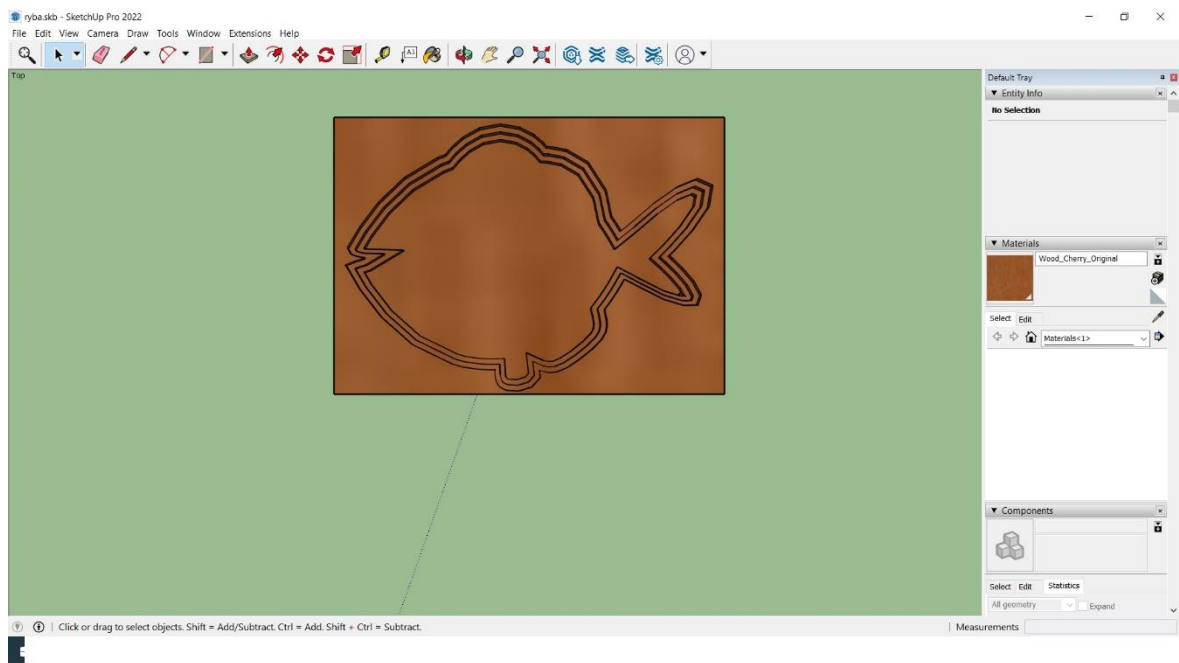 ryba.skb - SketchUp Pro 2022
File Edit View Camera Draw Tools Window Extensions Help
A1
Top
Default Tray
Entity Info
No Selection
Materials
Wood_Cherry_Original
Select Edit
Materials<1>
Components
Select Edit Statistics
All geometry Expand
Click or drag to select objects. Shift = Add/Subtract. Ctrl = Add. Shift + Ctrl = Subtract.
Measurements